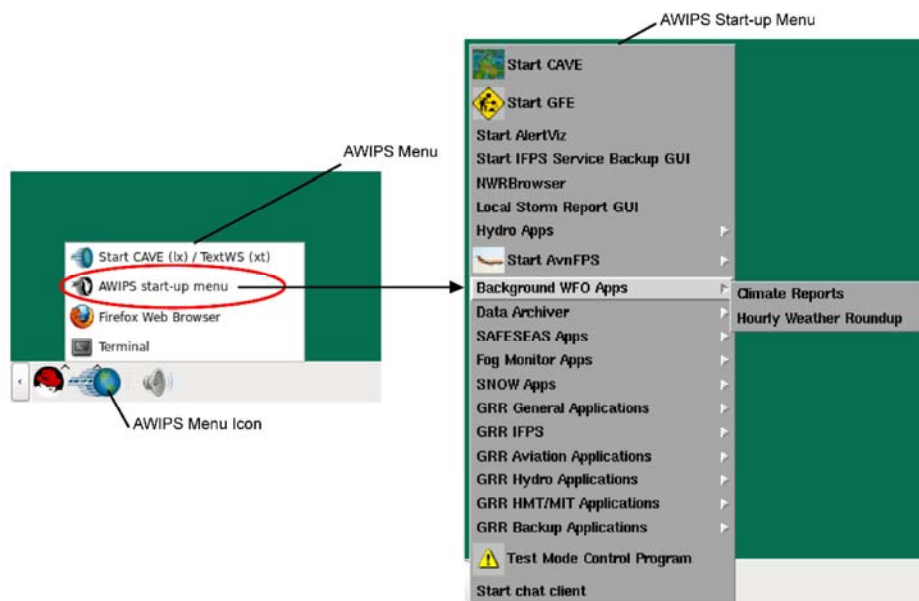 AWIPS Start-up Menu
Start CAVE
Start GFE
Start AlertViz
Start IFPS Service Backup GUI
NWRBrowser
Local Storm Report GUI
Hydro Apps
Start AvnFPS
Background WFO Apps
Climate Reports
Hourly Weather Roundup
Data Archiver
SAFESEAS Apps
Fog Monitor Apps
SNOW Apps
GRR General Applications
GRR IFPS
GRR Aviation Applications
GRR Hydro Applications
GRR HMT/MIT Applications
GRR Backup Applications
Test Mode Control Program
Start chat client
AWIPS Menu
Start CAVE (lx) / TextWS (xt)
AWIPS start-up menu
Firefox Web Browser
Terminal
AWIPS Menu Icon